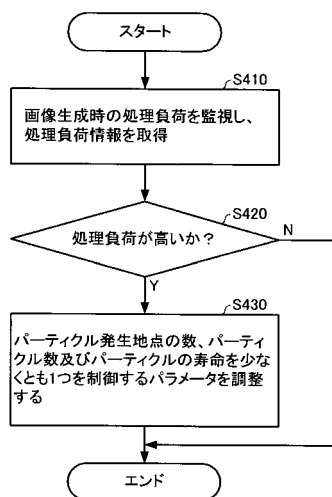 スタート
S410
画像生成時の処理負荷を監視し、
処理負荷情報を取得
S420
処理負荷が高いか？
N
Y
S430
パーティクル発生地点の数、パーティ
クル数及びパーティクルの寿命を少な
くとも1つを制御するパラメータを調整
する
エンド